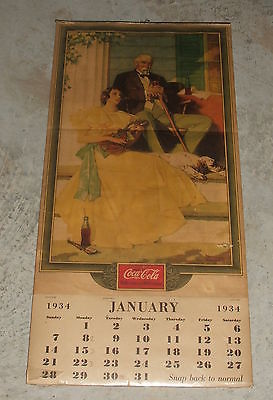 Coca-Cola
1934 JANUARY 1934
Sunday Monday Tuesday Wednesday Thursday Friday Saturday
1 2 3 4 5 6
7 8 9 10 11 12 13
14 15 16 17 18 19 20
21 22 23 24 25 26 27
28 29 30 31 Snap back to normal